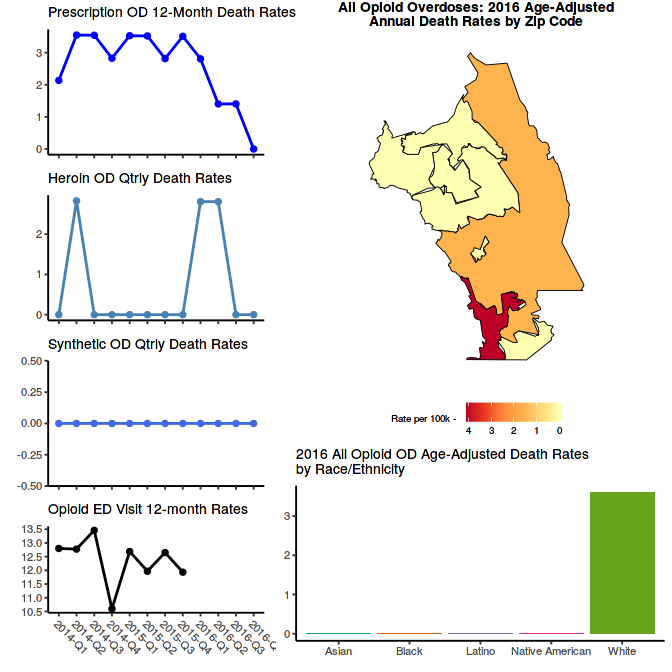 Prescription OD 12-Month Death Rates
3
2
1
0
Heroin OD Qtrly Death Rates
2
1
0
Synthetic OD Qtrly Death Rates
0.50
0.25
0.00
-0.25
-0.50
Opioid ED Visit 12-month Rates
13.5
13.0
12.5
12.0
11.5
11.0
10.5
2014-Q1
2014-Q2
2014-Q3
2014-Q4
2015-Q1
2015-Q2
2015-Q3
2015-Q4
2016-Q1
2016-Q2
2016-Q3
All Opioid Overdoses: 2016 Age-Adjusted
Annual Death Rates by Zip Code
Rate per 100k -
4 3 2 1 0
2016 All Opioid OD Age-Adjusted Death Rates
by Race/Ethnicity
3
2
1
0
Asian Black Latino Native American White